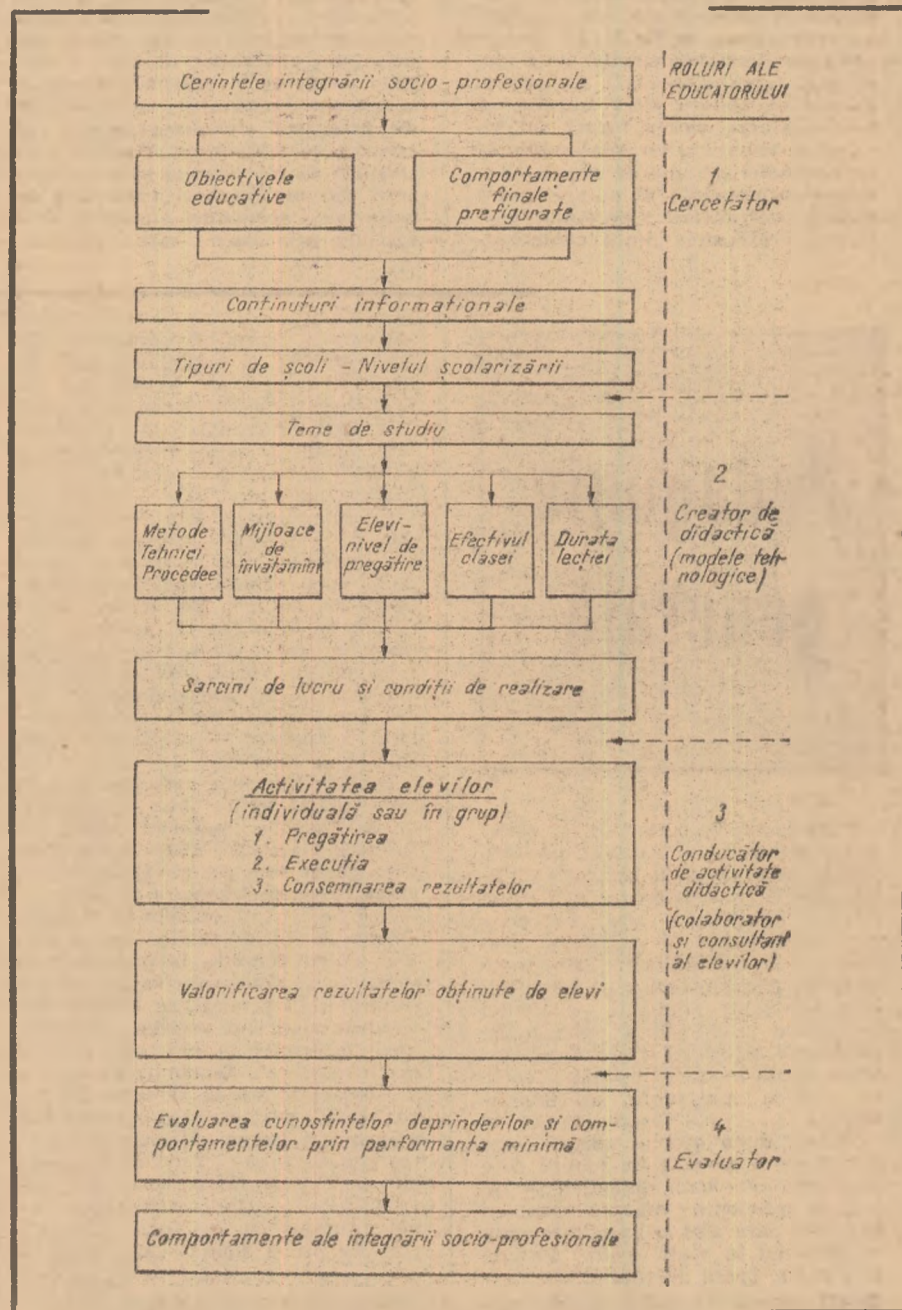 Cerințele integrării socio-profesionale
ROLURI ALE
EDUCATORULUI
Obiectivele
educative
Comportamente
finale
prefigurate
1
Cercetător
Conținuturi informaționale
Tipuri de școli - Nivelul școlarizării
Teme de studiu
Metode
Tehnici
Procedee
Mijloace
de
învățămînt
Elevi-
nivel de
pregătire
Efectivul
clasei
Durata
lecției
2
Creator de
didactică
(modele teh-
nologice)
Sarcini de lucru și condiții de realizare
Activitatea elevilor
(individuală sau în grup)
1. Pregătirea
2. Execuția
3. Consemnarea rezultatelor
3
Conducător
de activitate
didactică
(colaborator
și consultant
al elevilor)
Valorificarea rezultatelor obținute de elevi
Evaluarea cunoștințelor deprinderilor si com-
portamentelor prin performanța minimă
4
Evaluator
Comportamente ale integrării socio-profesionale